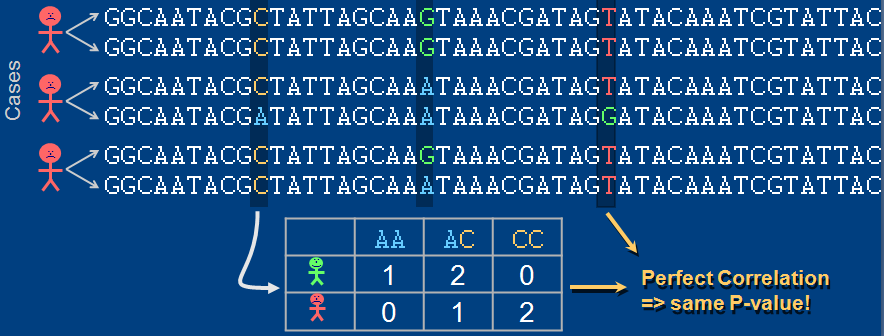 GGCAATACGCTATTAGCAAGTAAACGATAGTATACAAATCGTATTAC
GGCAATACGCTATTAGCAAGTAAACGATAGTATACAAATCGTATTAC
Cases
GGCAATACGCTATTAGCAAATAAACGATAGTATACAAATCGTATTAC
GGCAATACGATATTAGCAAATAAACGATAGGATACAAATCGTATTAC
GGCAATACGCTATTAGCAAGTAAACGATAGTATACAAATCGTATTAC
GGCAATACGCTATTAGCAAATAAACGATAGTATACAAATCGTATTAC
AA AC CC
1 2 0
0 1 2
Perfect Correlation
=> same P-value!